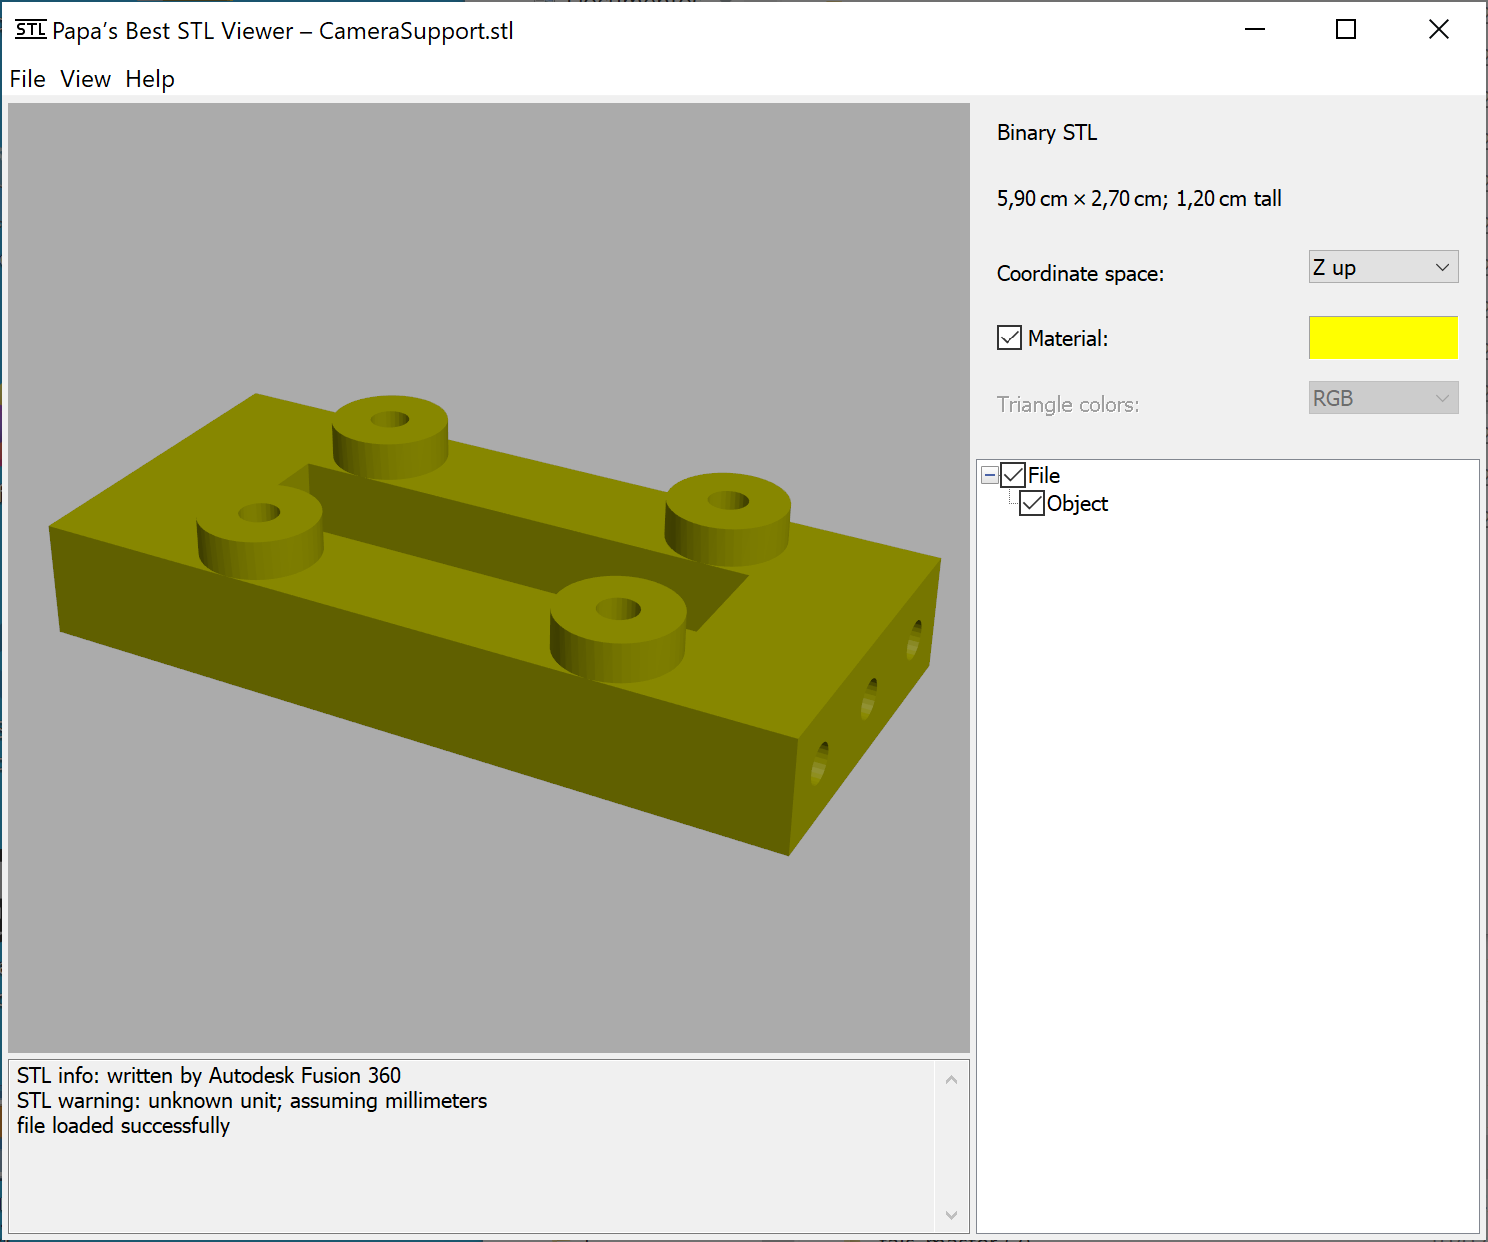 STL Papa’s Best STL Viewer – CameraSupport.stl
File View Help
Binary STL
5,90 cm × 2,70 cm; 1,20 cm tall
Coordinate space:
Z up
Material:
Triangle colors:
RGB
File
Object
STL info: written by Autodesk Fusion 360
STL warning: unknown unit; assuming millimeters
file loaded successfully